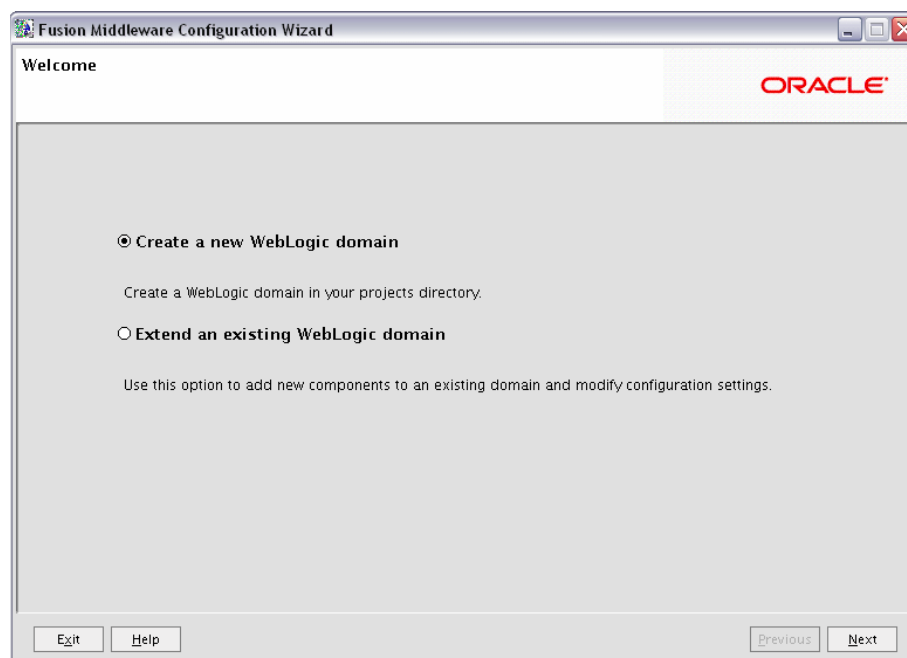 Fusion Middleware Configuration Wizard
Welcome
ORACLE
Create a new WebLogic domain
Create a WebLogic domain in your projects directory.
Extend an existing WebLogic domain
Use this option to add new components to an existing domain and modify configuration settings.
Exit Help Previous Next